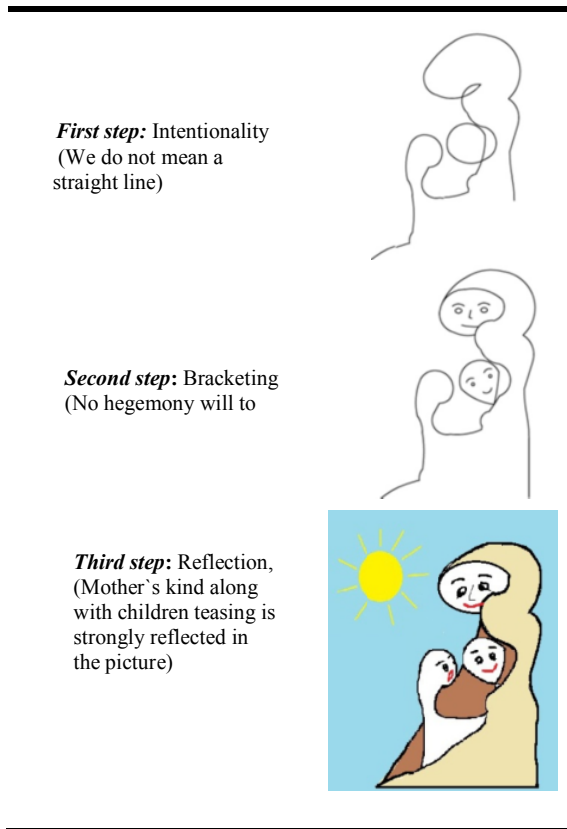 First step: Intentionality
(We do not mean a
straight line)
Second step: Bracketing
(No hegemony will to
Third step: Reflection,
(Mother`s kind along
with children teasing is
strongly reflected in
the picture)